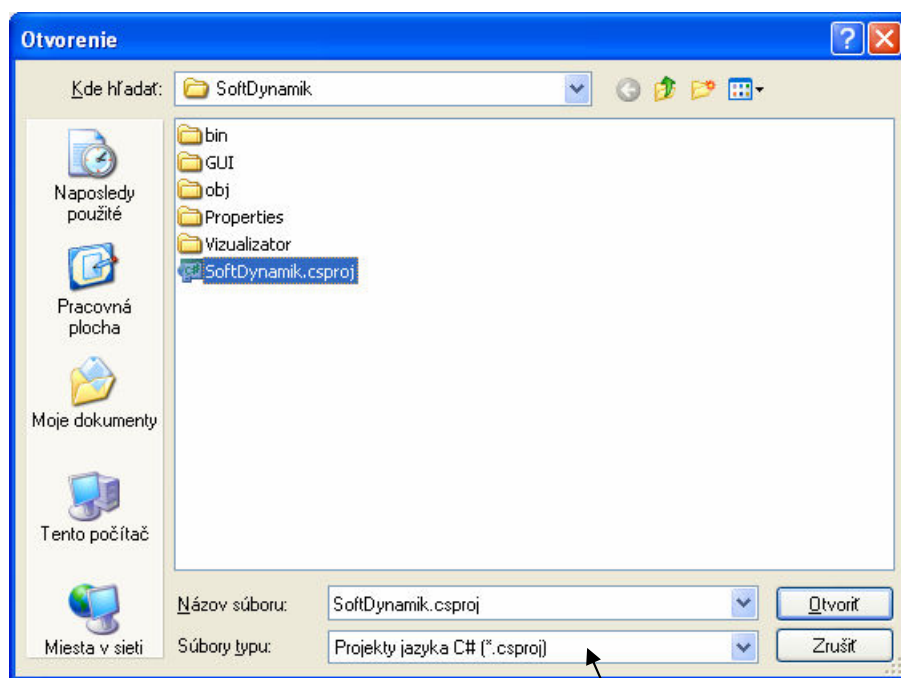 Otvorenie
Kde hľadať:
SoftDynamik
Naposledy
použité
Pracovná
plocha
Moje dokumenty
Tento počítač
Miesta v sieti
bin
GUI
obj
Properties
Vizualizator
SoftDynamik.csproj
Názov súboru:
SoftDynamik.csproj
Otvoriť
Súbory typu:
Projekty jazyka C# (*.csproj)
Zrušiť